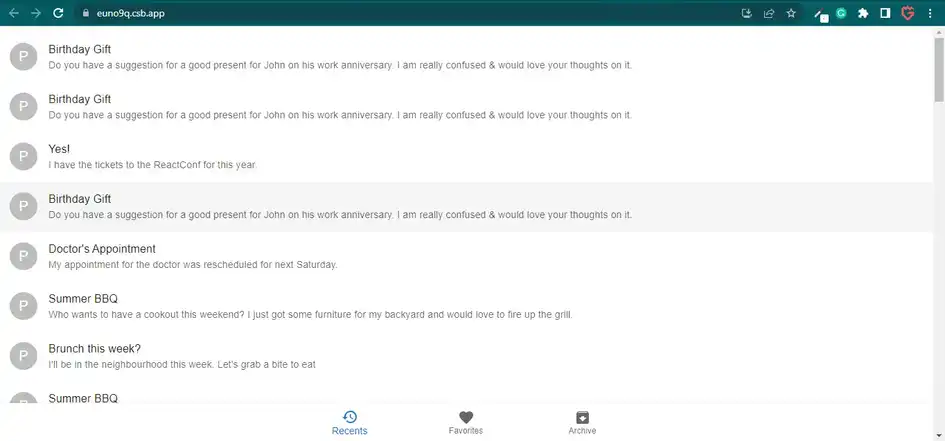 euno9q.csb.app
P
Birthday Gift
Do you have a suggestion for a good present for John on his work anniversary. I am really confused & would love your thoughts on it.
P
Birthday Gift
Do you have a suggestion for a good present for John on his work anniversary. I am really confused & would love your thoughts on it.
P
Yes!
I have the tickets to the ReactConf for this year.
P
Birthday Gift
Do you have a suggestion for a good present for John on his work anniversary. I am really confused & would love your thoughts on it.
P
Doctor's Appointment
My appointment for the doctor was rescheduled for next Saturday.
P
Summer BBQ
Who wants to have a cookout this weekend? I just got some furniture for my backyard and would love to fire up the grill.
P
Brunch this week?
I'll be in the neighbourhood this week. Let's grab a bite to eat
P
Summer BBQ
Recents
Favorites
Archive